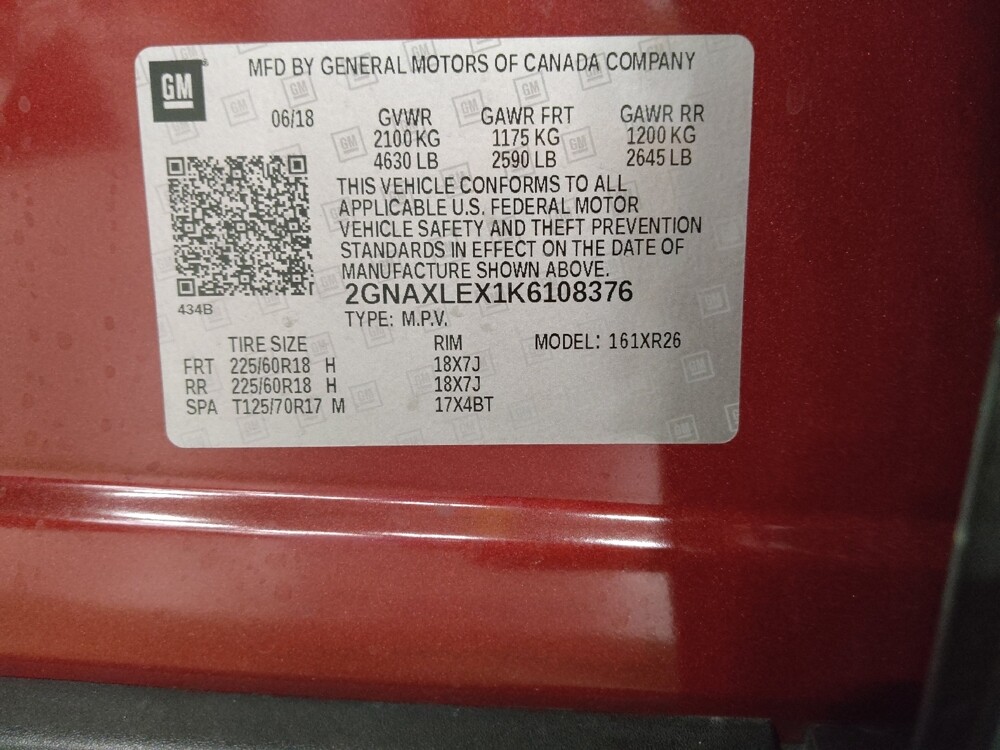 GM
MFD BY GENERAL MOTORS OF CANADA COMPANY
06/18 GVWR GAWR FRT GAWR RR
2100 KG 1175 KG 1200 KG
4630 LB 2590 LB 2645 LB
THIS VEHICLE CONFORMS TO ALL
APPLICABLE U.S. FEDERAL MOTOR
VEHICLE SAFETY AND THEFT PREVENTION
STANDARDS IN EFFECT ON THE DATE OF
MANUFACTURE SHOWN ABOVE.
2GNAXLEX1K6108376
434B
TYPE: M.P.V.
TIRE SIZE RIM MODEL: 161XR26
FRT 225/60R18 H 18X7J
RR 225/60R18 H 18X7J
SPA T125/70R17 M 17X4BT